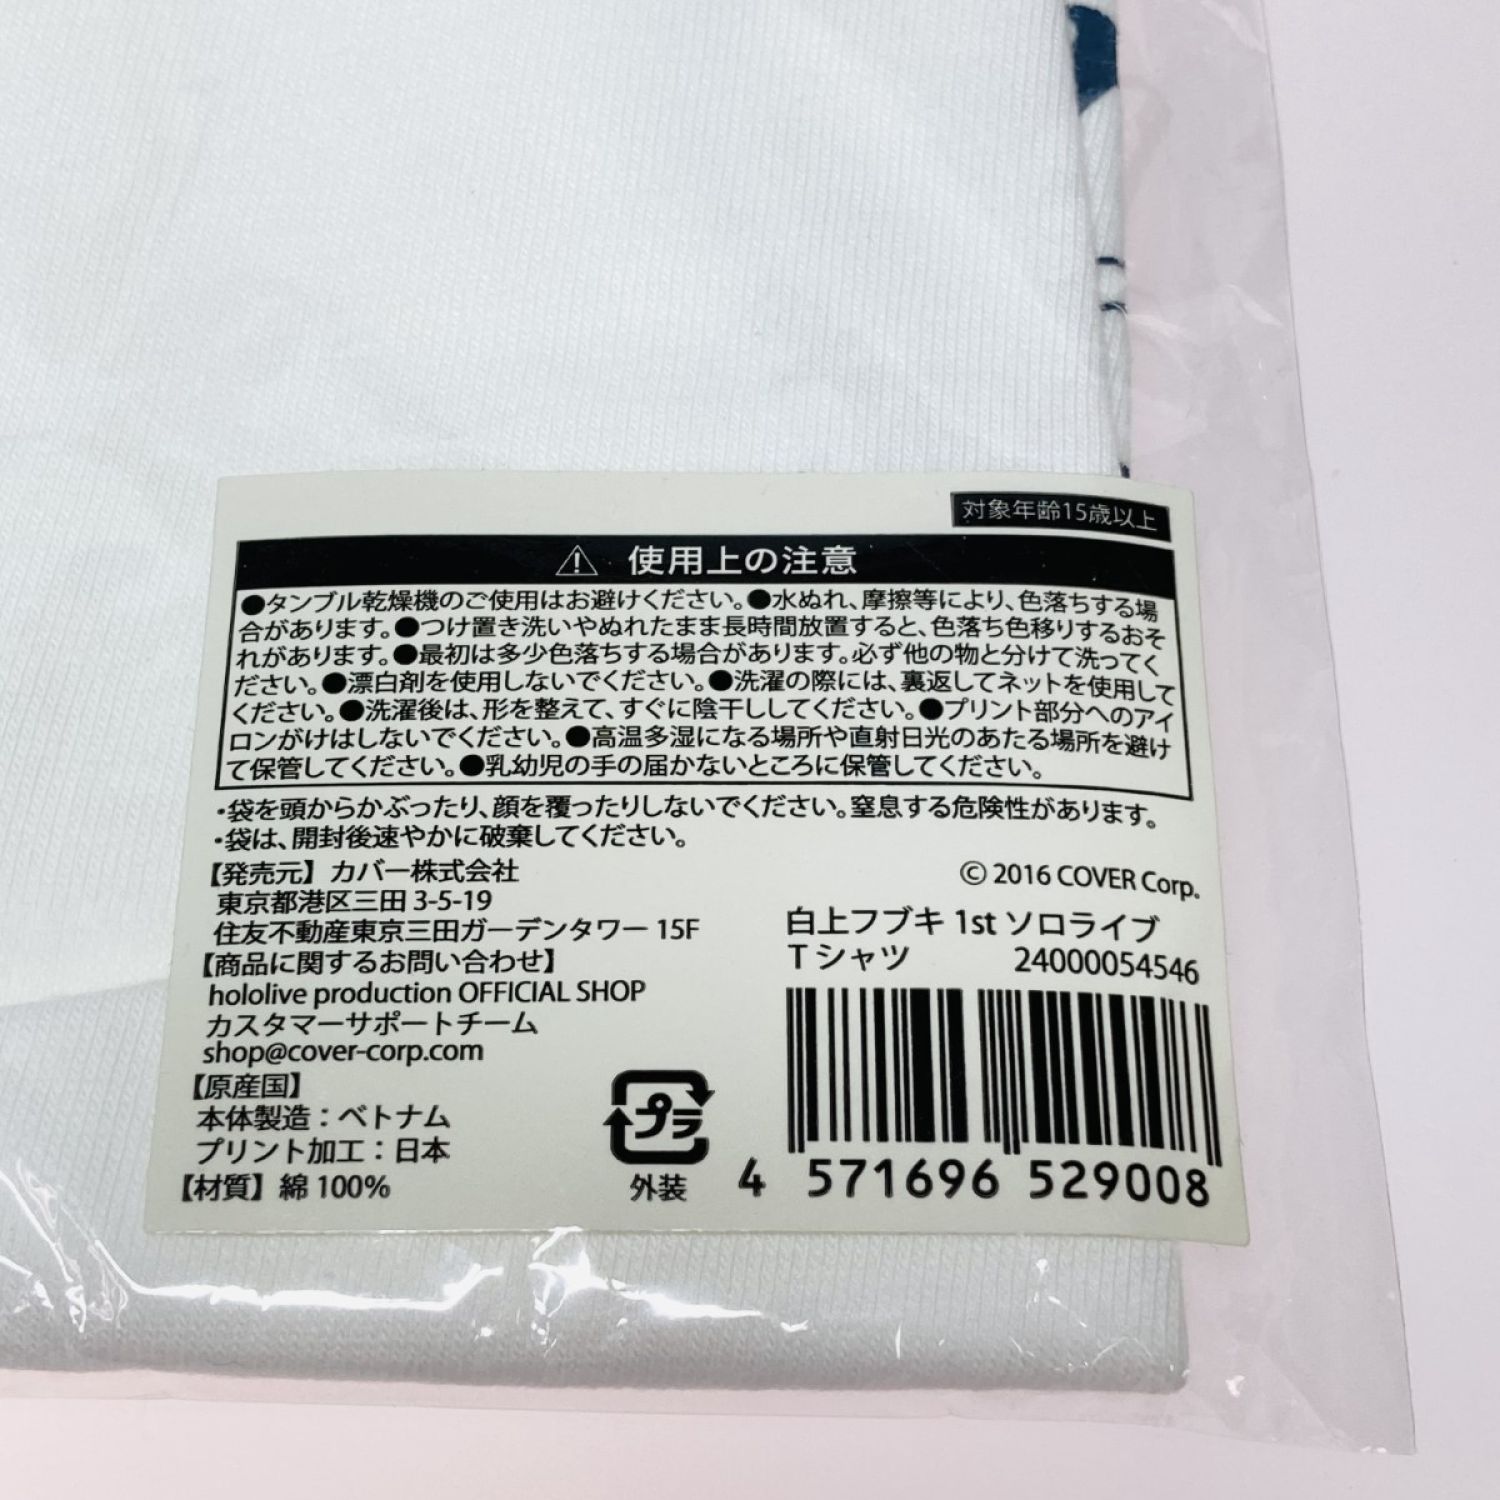 対象年齢15歳以上
使用上の注意
●タンブル乾燥機のご使用はお避けください。●水ぬれ、摩擦等により、色落ちする場
合があります。●つけ置き洗いやぬれたまま長時間放置すると、色落ち色移りするおそ
れがあります。●最初は多少色落ちする場合があります。必ず他の物と分けて洗ってく
ださい。●漂白剤を使用しないでください。●洗濯の際には、裏返してネットを使用して
ください。●洗濯後は、形を整えて、すぐに陰干ししてください。●プリント部分へのアイ
ロンがけはしないでください。●高温多湿になる場所や直射日光のあたる場所を避け
て保管してください。●乳幼児の手の届かないところに保管してください。
・袋を頭からかぶったり、顔を覆ったりしないでください。窒息する危険性があります。
・袋は、開封後速やかに破棄してください。
【発売元】カバー株式会社
東京都港区三田 3-5-19
住友不動産東京三田ガーデンタワー 15F
【商品に関するお問い合わせ】
hololive production OFFICIAL SHOP
カスタマーサポートチーム
shop@cover-corp.com
【原産国】
本体製造：ベトナム
プリント加工：日本
【材質】綿 100%
プラ
外装
© 2016 COVER Corp.
白上フブキ 1st ソロライブ
Tシャツ 24000054546
4 571696 529008